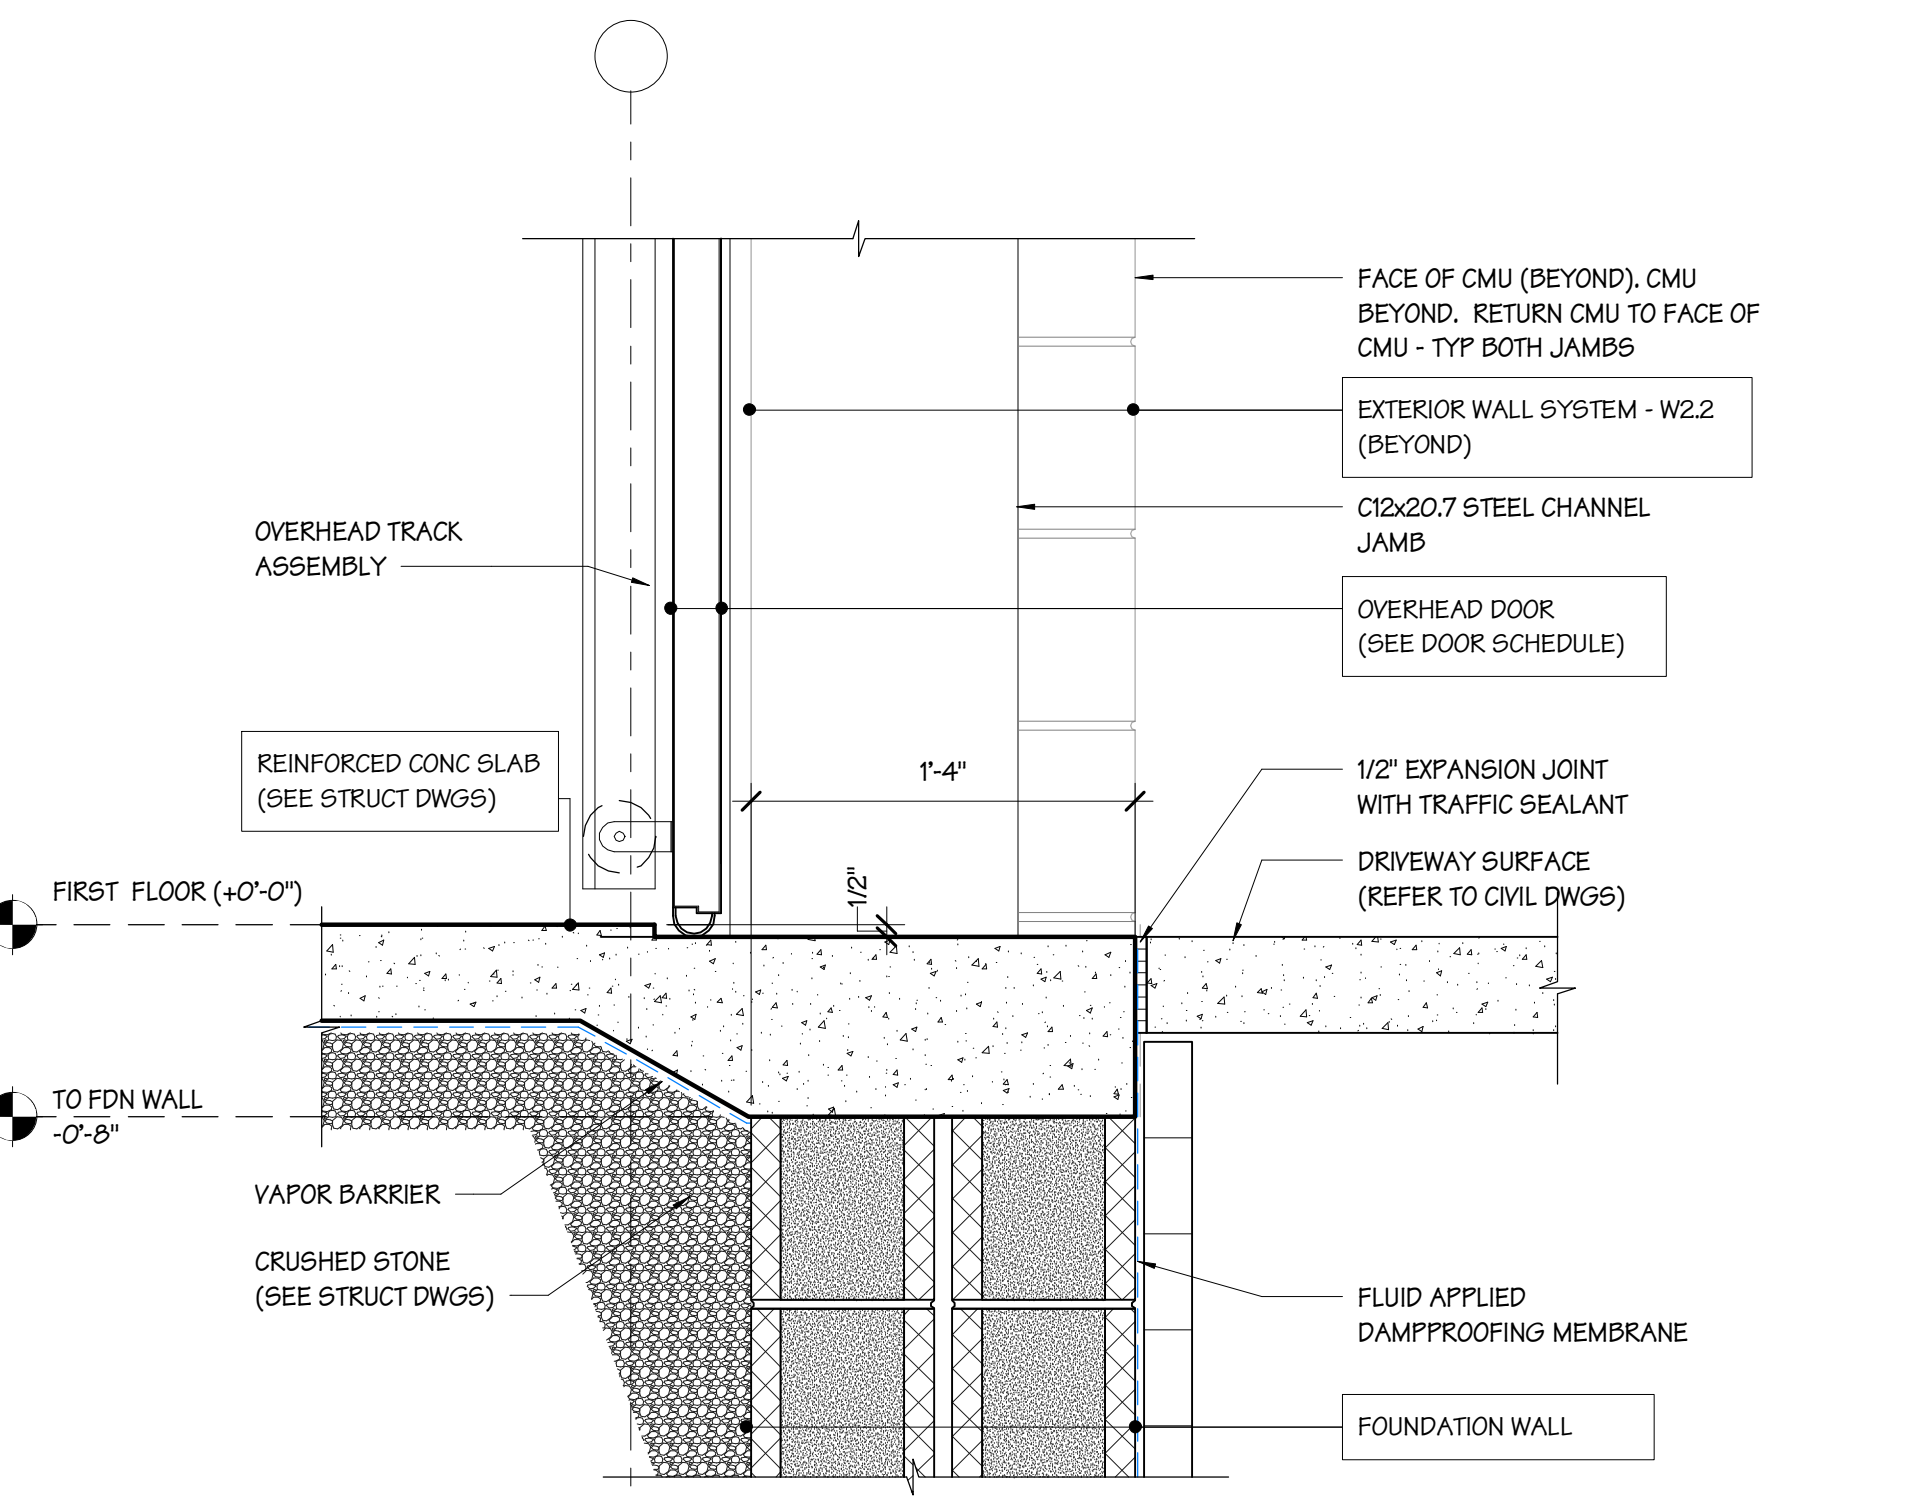 FACE OF CMU (BEYOND). CMU
BEYOND. RETURN CMU TO FACE OF
CMU - TYP BOTH JAMBS
EXTERIOR WALL SYSTEM - W2.2
(BEYOND)
C12x20.7 STEEL CHANNEL
JAMB
OVERHEAD TRACK
ASSEMBLY
OVERHEAD DOOR
(SEE DOOR SCHEDULE)
REINFORCED CONC SLAB
(SEE STRUCT DWGS)
1'-4"
1/2" EXPANSION JOINT
WITH TRAFFIC SEALANT
1/2"
DRIVEWAY SURFACE
(REFER TO CIVIL DWGS)
FIRST FLOOR (+0'-0")
TO FDN WALL
-0'-8"
VAPOR BARRIER
CRUSHED STONE
(SEE STRUCT DWGS)
FLUID APPLIED
DAMPPROOFING MEMBRANE
FOUNDATION WALL